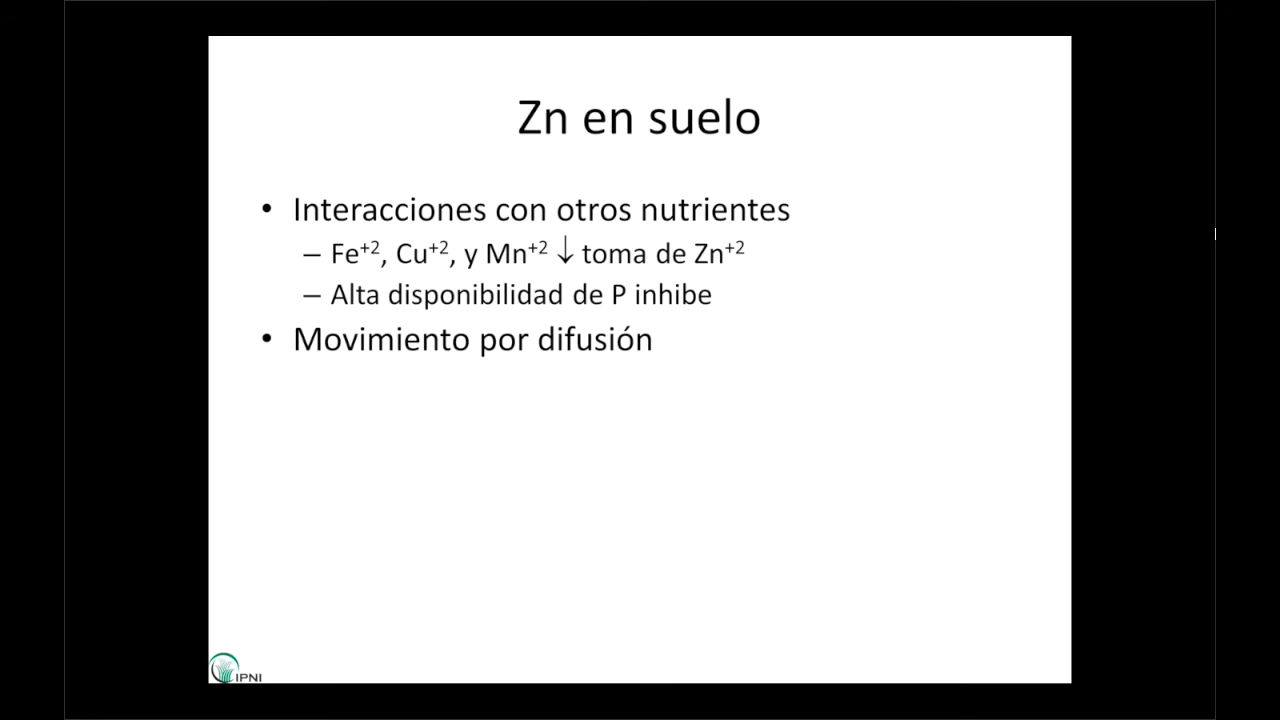 Zn en suelo
• Interacciones con otros nutrientes
– Fe⁺², Cu⁺², y Mn⁺² ↓ toma de Zn⁺²
– Alta disponibilidad de P inhibe
• Movimiento por difusión
IPNI